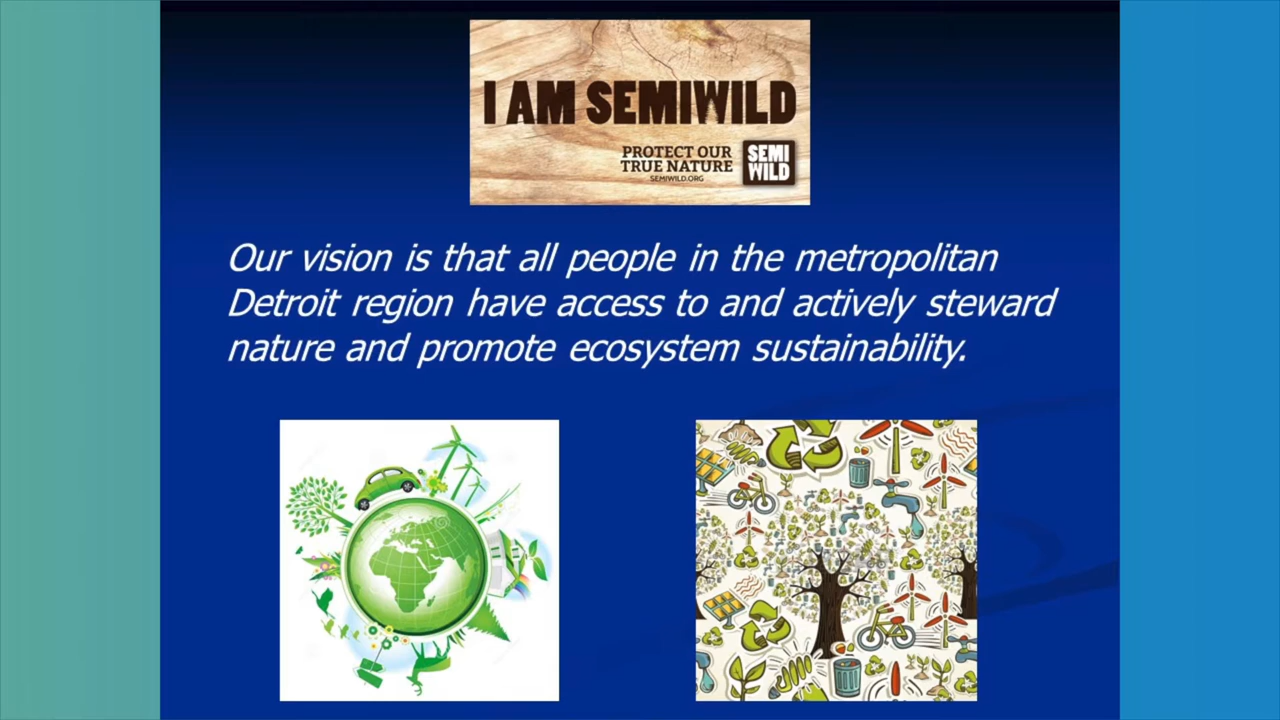 I AM SEMIWILD
PROTECT OUR
TRUE NATURE
SEMIWILD.ORG
SEMI
WILD
Our vision is that all people in the metropolitan
Detroit region have access to and actively steward
nature and promote ecosystem sustainability.